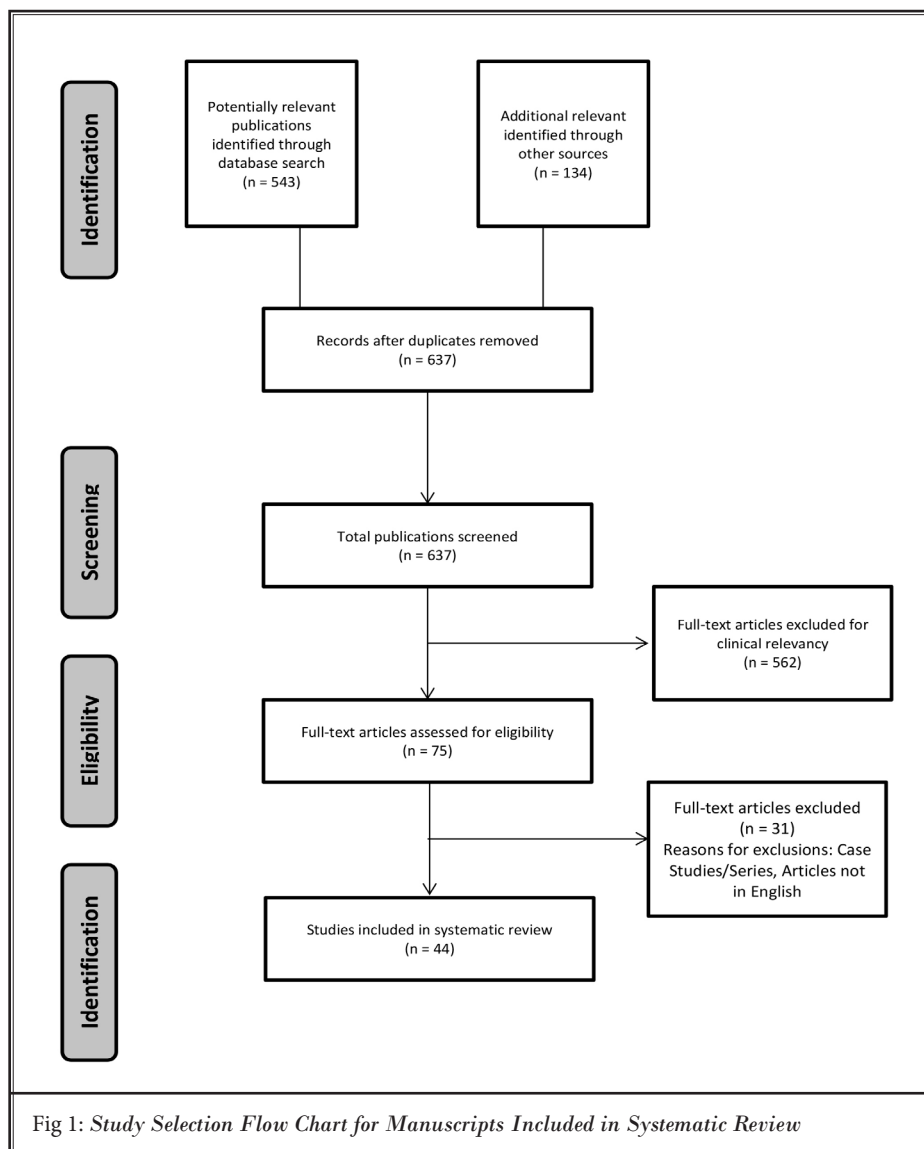 Identification
Potentially relevant
publications
identified through
database search
(n = 543)
Additional relevant
identified through
other sources
(n = 134)
Records after duplicates removed
(n = 637)
Screening
Total publications screened
(n = 637)
Full-text articles excluded for
clinical relevancy
(n = 562)
Eligibility
Full-text articles assessed for eligibility
(n = 75)
Full-text articles excluded
(n = 31)
Reasons for exclusions: Case
Studies/Series, Articles not
in English
Identification
Studies included in systematic review
(n = 44)
Fig 1: Study Selection Flow Chart for Manuscripts Included in Systematic Review